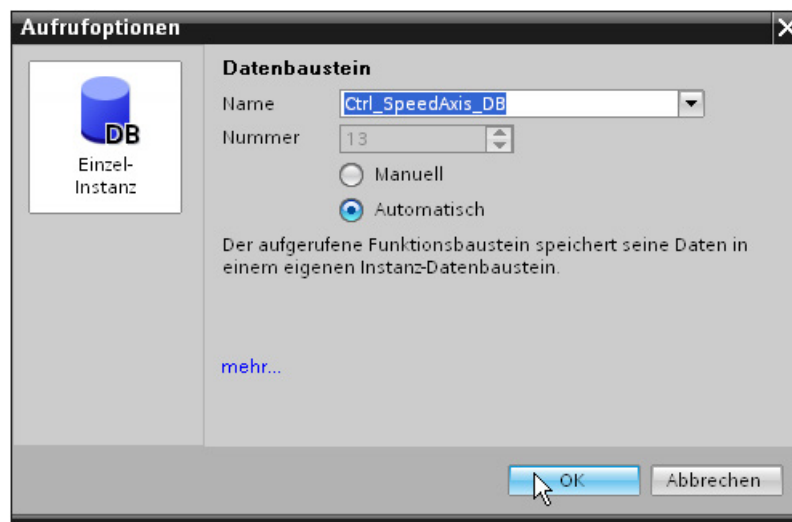 Aufrufoptionen
Datenbaustein
Name
Ctrl_SpeedAxis_DB
Nummer
13
Manuell
Automatisch
DB
Einzel-
Instanz
Der aufgerufene Funktionsbaustein speichert seine Daten in
einem eigenen Instanz-Datenbaustein.
mehr...
OK
Abbrechen